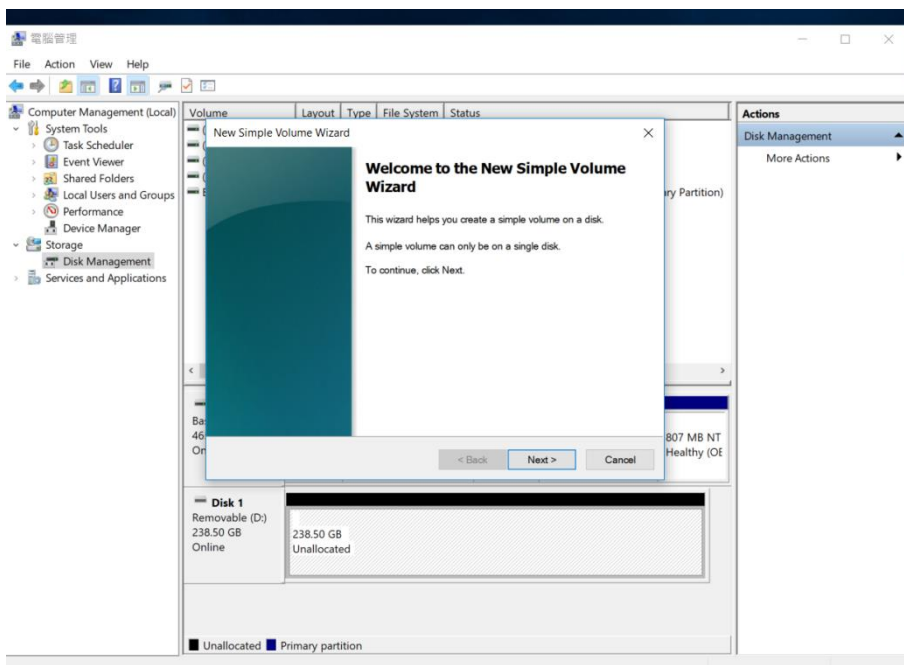 電腦管理
File Action View Help
Computer Management (Local)
System Tools
Task Scheduler
Event Viewer
Shared Folders
Local Users and Groups
Performance
Device Manager
Storage
Disk Management
Services and Applications
Volume Layout Type File System Status
New Simple Volume Wizard
Welcome to the New Simple Volume
Wizard
This wizard helps you create a simple volume on a disk.
A simple volume can only be on a single disk.
To continue, click Next.
< Back Next > Cancel
ry Partition)
Ba
46
On
807 MB NT
Healthy (OE
Disk 1
Removable (D:)
238.50 GB
Online
238.50 GB
Unallocated
Unallocated Primary partition
Actions
Disk Management
More Actions